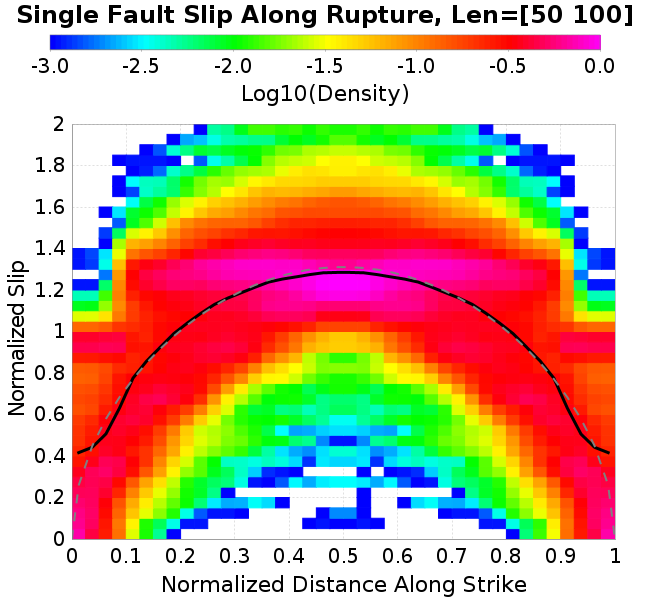 Single Fault Slip Along Rupture, Len=[50 100]
-3.0 -2.5 -2.0 -1.5 -1.0 -0.5 0.0
Log10(Density)
2
1.8
1.6
1.4
1.2
1
0.8
0.6
0.4
0.2
0
Normalized Slip
0 0.1 0.2 0.3 0.4 0.5 0.6 0.7 0.8 0.9 1
Normalized Distance Along Strike